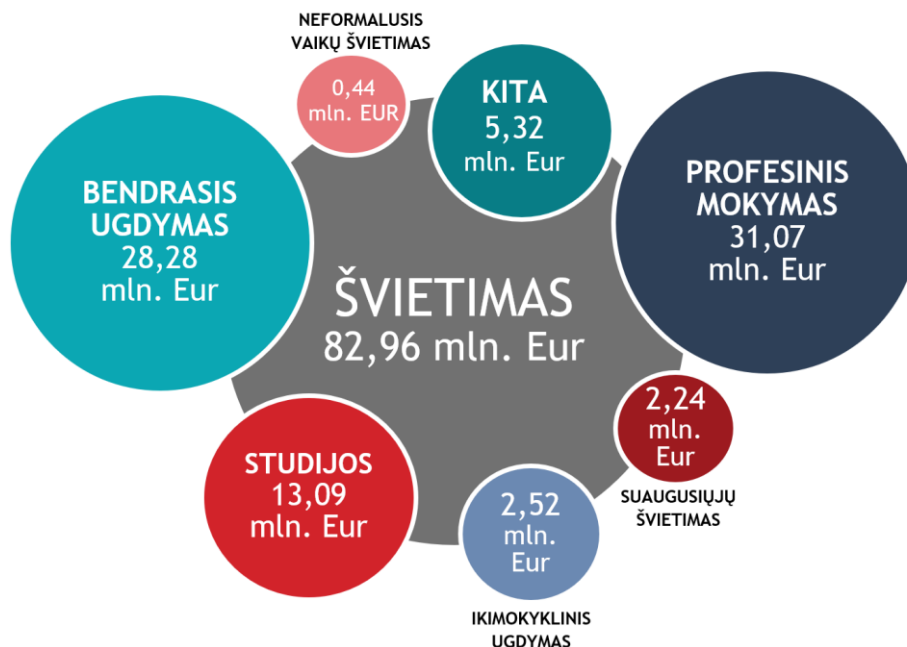 NEFORMALUSIS
VAIKŲ ŠVIETIMAS
0,44
mln. EUR
KITA
5,32
mln. Eur
PROFESINIS
MOKYMAS
31,07
mln. Eur
BENDRASIS
UGDYMAS
28,28
mln. Eur
ŠVIETIMAS
82,96 mln. Eur
2,24
mln.
Eur
SUAUGUSIŲJŲ
ŠVIETIMAS
STUDIJOS
13,09
mln. Eur
2,52
mln.
Eur
IKIMOKYKLINIS
UGDYMAS